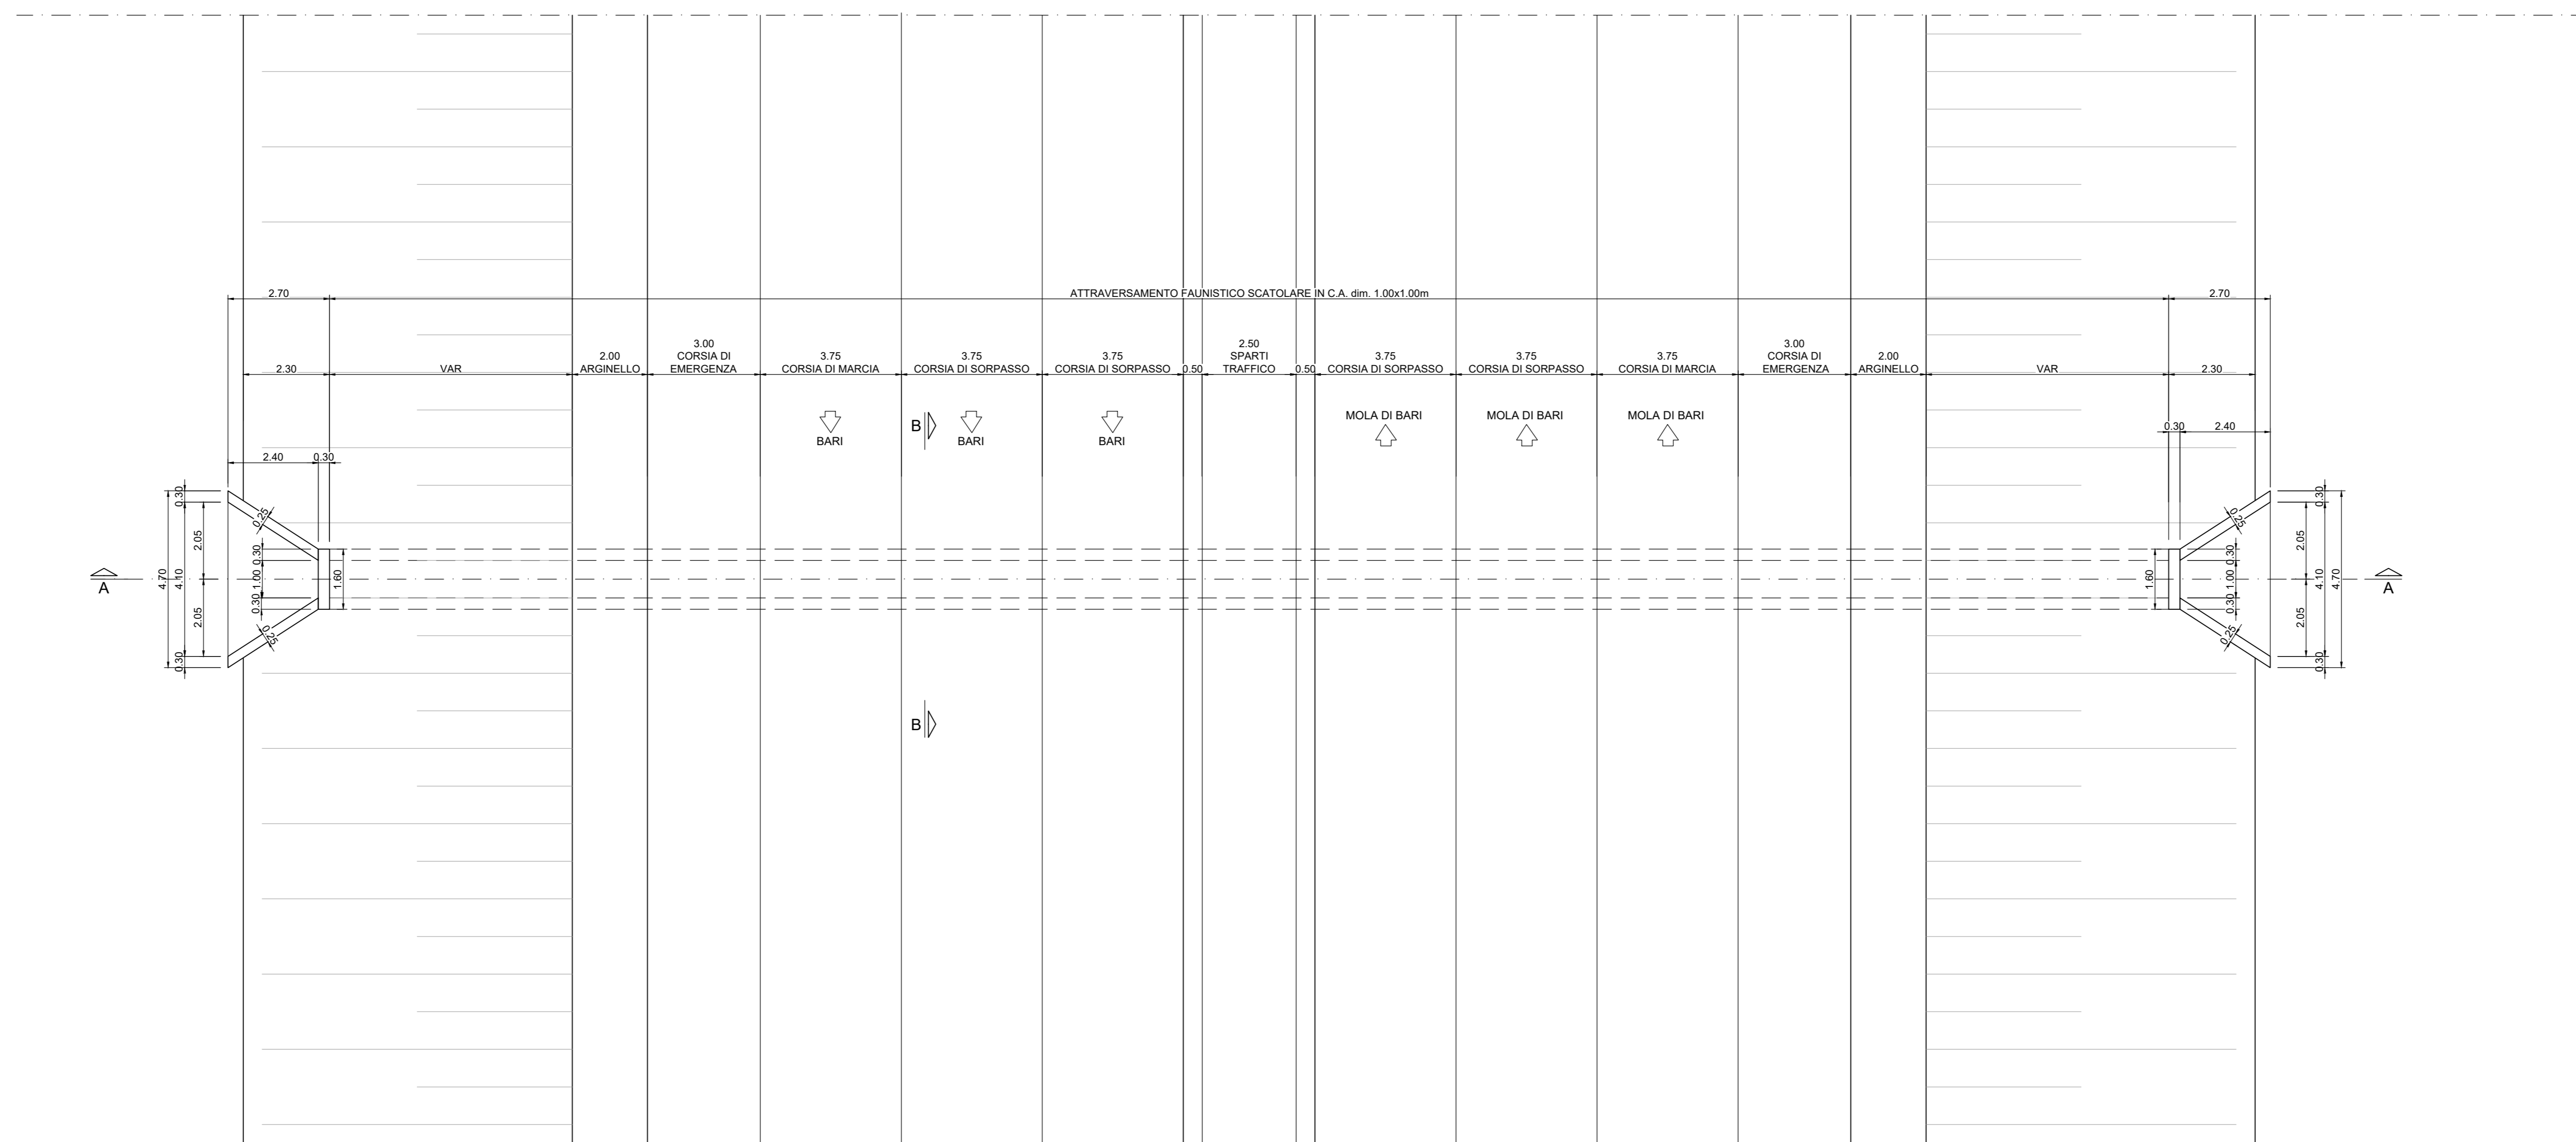 2.70
ATTRAVERSAMENTO FAUNISTICO SCATOLARE IN C.A. dim. 1.00x1.00m
2.70
2.30
VAR
2.00
ARGINELLO
3.00
CORSIA DI
EMERGENZA
3.75
CORSIA DI MARCIA
3.75
CORSIA DI SORPASSO
3.75
CORSIA DI SORPASSO
0.50
2.50
SPARTI
TRAFFICO
0.50
3.75
CORSIA DI SORPASSO
3.75
CORSIA DI SORPASSO
3.75
CORSIA DI MARCIA
3.00
CORSIA DI
EMERGENZA
2.00
ARGINELLO
VAR
2.30
BARI
B
BARI
BARI
MOLA DI BARI
MOLA DI BARI
MOLA DI BARI
0.30
2.40
2.40
0.30
0.30
0.25
2.05
0.30
4.70
4.10
1.00
1.60
0.30
2.05
0.25
0.30
A
0.30
0.25
2.05
0.30
1.60
1.00
4.10
4.70
0.30
2.05
0.25
0.30
A
B